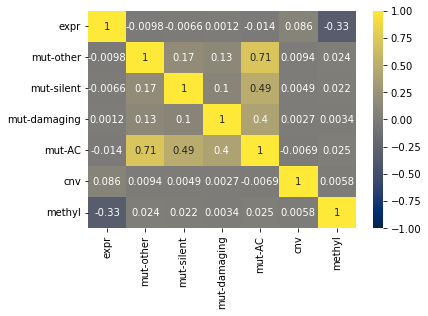 expr 1 -0.0098 -0.0066 0.0012 -0.014 0.086 -0.33
mut-other -0.0098 1 0.17 0.13 0.71 0.0094 0.024
mut-silent -0.0066 0.17 1 0.1 0.49 0.0049 0.022
mut-damaging 0.0012 0.13 0.1 1 0.4 0.0027 0.0034
mut-AC -0.014 0.71 0.49 0.4 1 -0.0069 0.025
cnv 0.086 0.0094 0.0049 0.0027 -0.0069 1 0.0058
methyl -0.33 0.024 0.022 0.0034 0.025 0.0058 1
expr mut-other mut-silent mut-damaging mut-AC cnv methyl
1.00
0.75
0.50
0.25
0.00
−0.25
−0.50
−0.75
−1.00